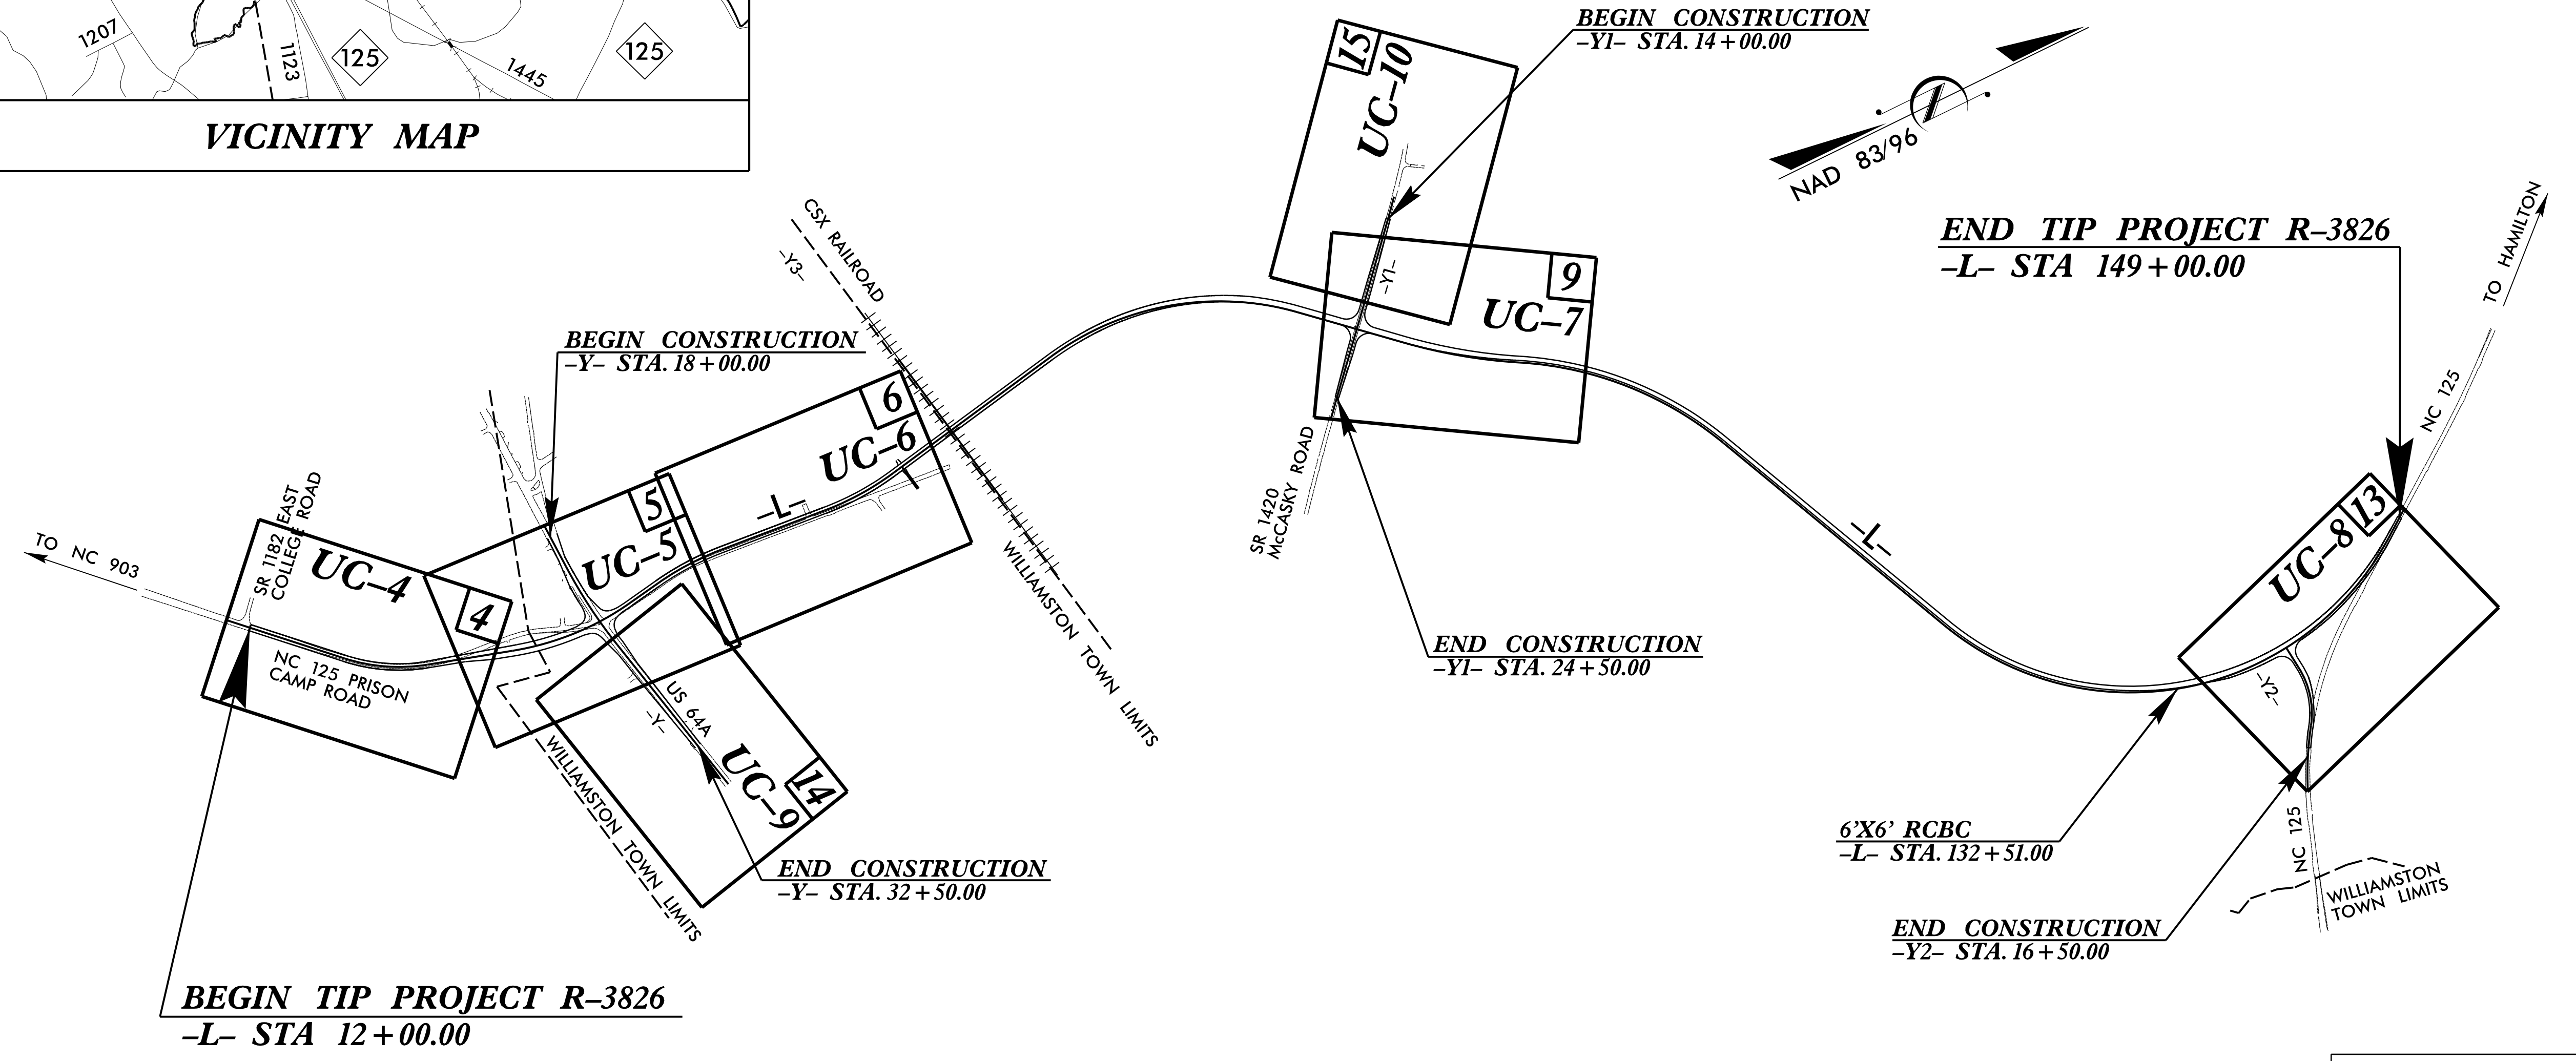 1207
1123
125
1445
125
VICINITY MAP
BEGIN CONSTRUCTION
–Y1– STA. 14+00.00
15
UC–10
NAD 83/96
END TIP PROJECT R–3826
–L– STA 149+00.00
TO HAMILTON
CSX RAILROAD
–Y3–
–Y1–
9
UC–7
NC 125
BEGIN CONSTRUCTION
–Y– STA. 18+00.00
6
UC–6
–L–
5
UC–5
SR 1420
McCASKY ROAD
TO NC 903
SR 1182 EAST
COLLEGE ROAD
UC–4
4
NC 125 PRISON
CAMP ROAD
WILLIAMSTON TOWN LIMITS
–L–
13
UC–8
–Y2–
US 64A
–Y–
14
UC–9
END CONSTRUCTION
–Y1– STA. 24+50.00
WILLIAMSTON TOWN LIMITS
END CONSTRUCTION
–Y– STA. 32+50.00
6'X6' RCBC
–L– STA. 132+51.00
NC 125
WILLIAMSTON
TOWN LIMITS
END CONSTRUCTION
–Y2– STA. 16+50.00
BEGIN TIP PROJECT R–3826
–L– STA 12+00.00